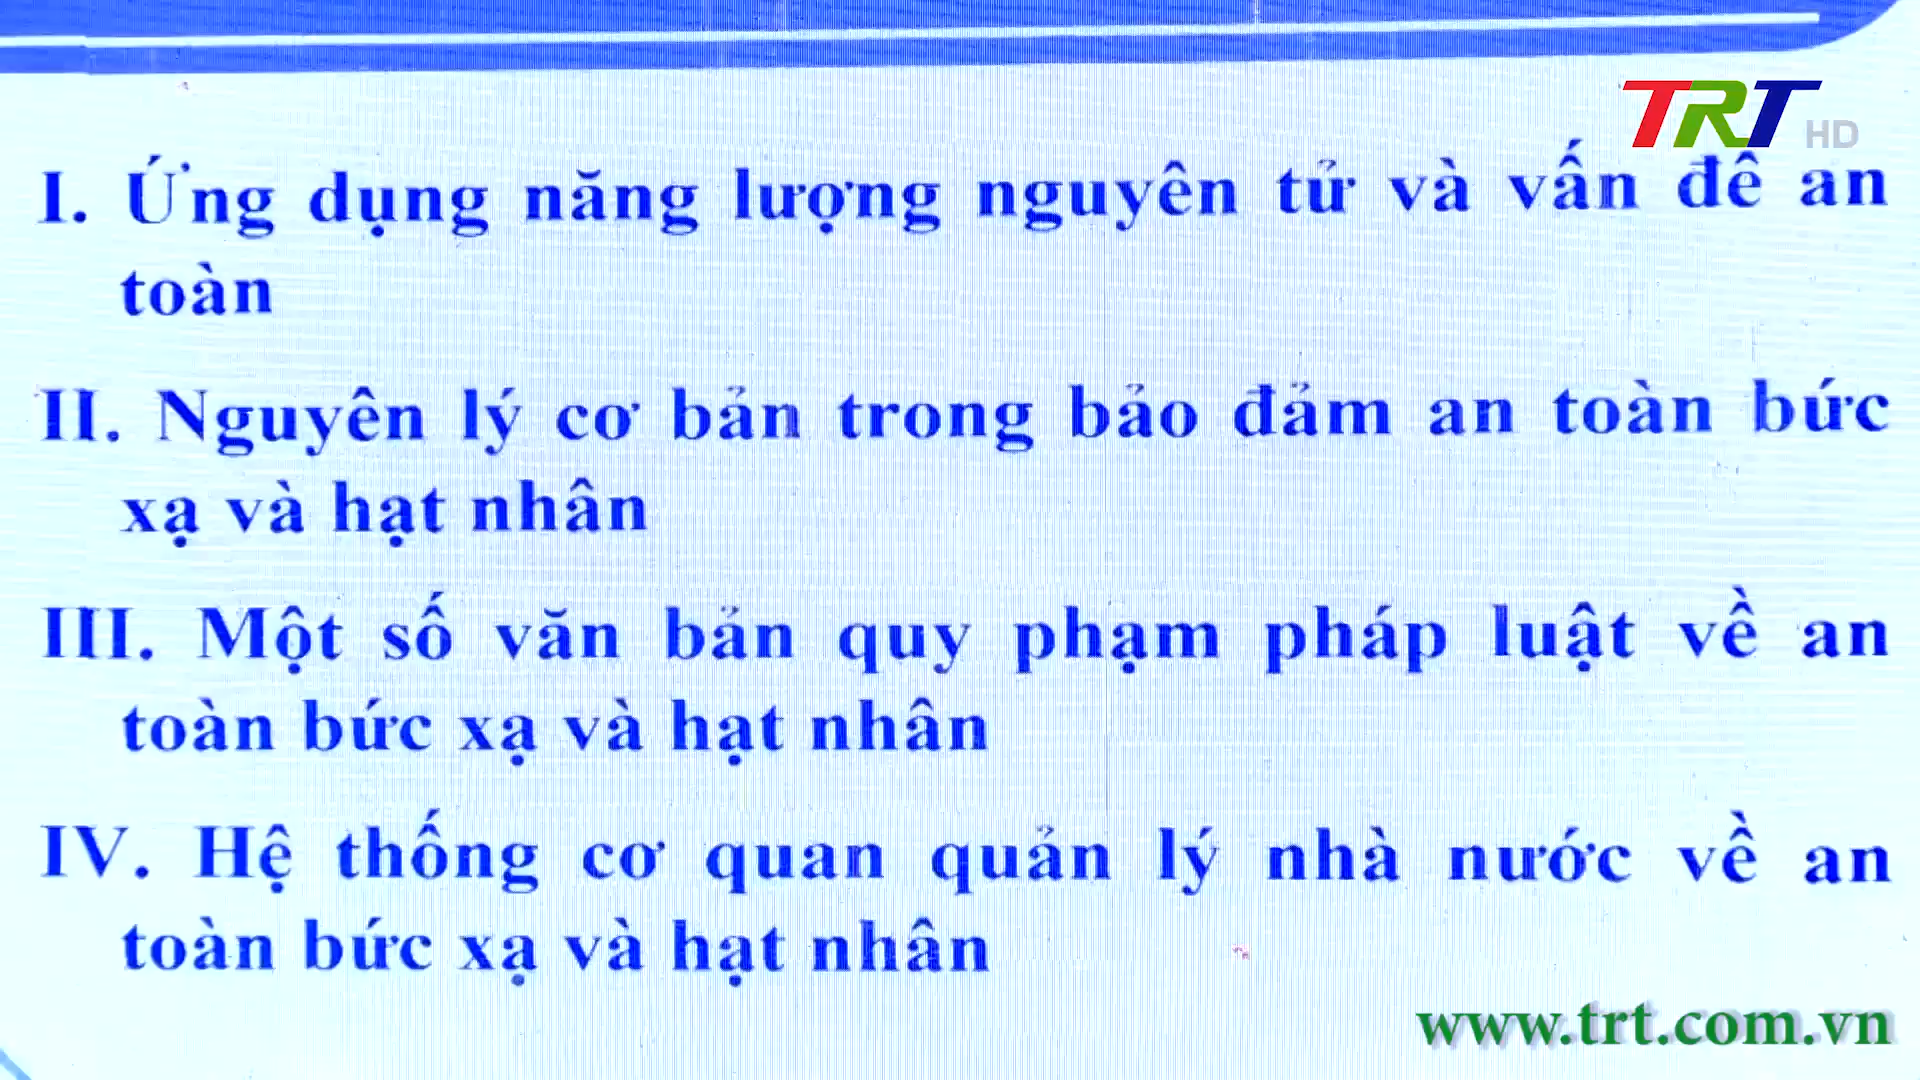 TRT HD
I. Ứng dụng năng lượng nguyên tử và vấn đề an
toàn
II. Nguyên lý cơ bản trong bảo đảm an toàn bức
xạ và hạt nhân
III. Một số văn bản quy phạm pháp luật về an
toàn bức xạ và hạt nhân
IV. Hệ thống cơ quan quản lý nhà nước về an
toàn bức xạ và hạt nhân
www.trt.com.vn